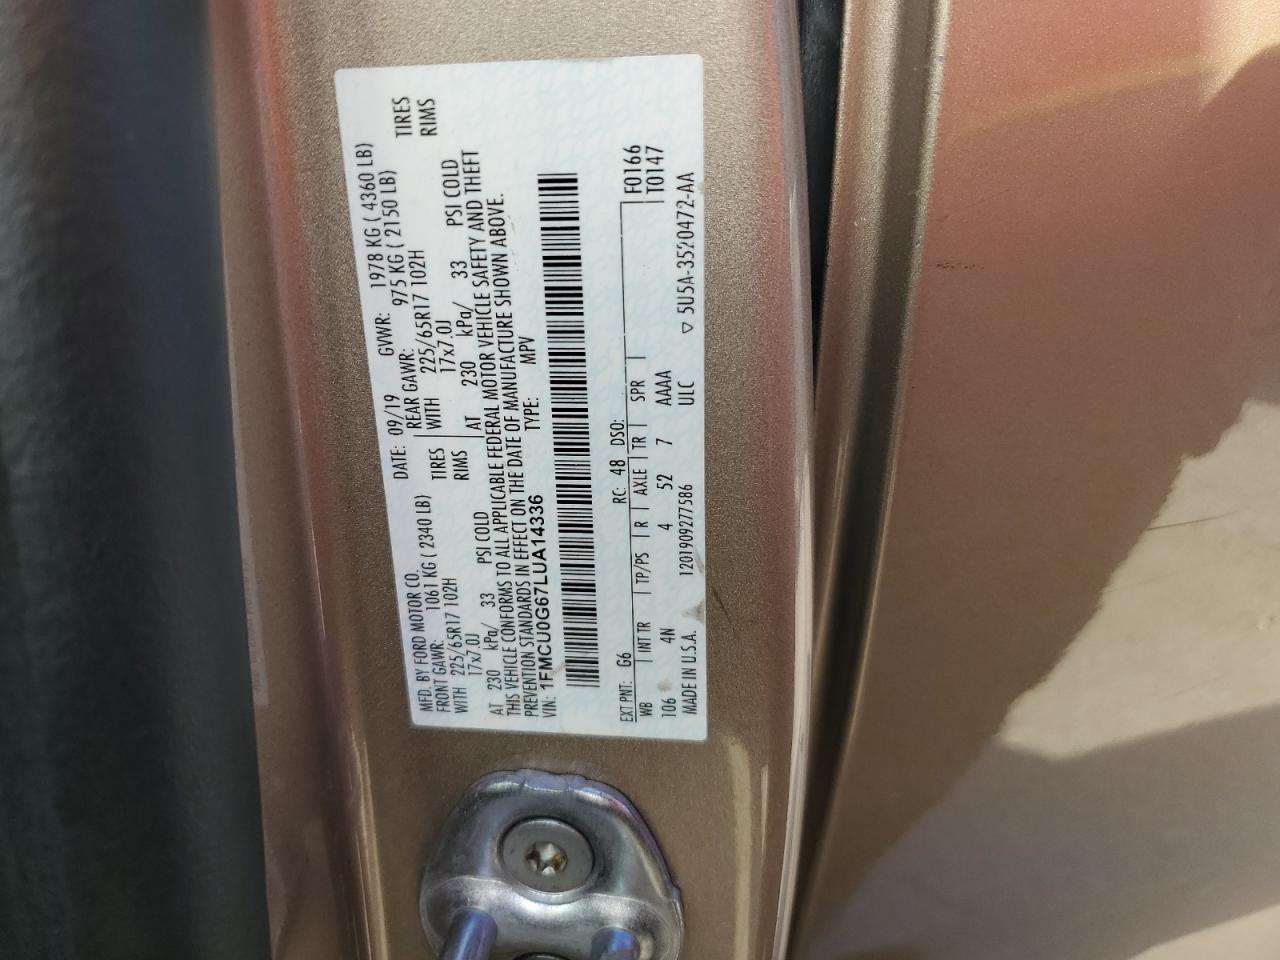 MFD. BY FORD MOTOR CO. DATE: 09/19 GVWR: 1978 KG ( 4360 LB)
FRONT GAWR: 1061 KG ( 2340 LB) REAR GAWR: 975 KG ( 2150 LB)
WITH 225/65R17 102H TIRES WITH 225/65R17 102H TIRES
17x7.0J RIMS 17x7.0J RIMS
AT 230 kPa/ 33 PSI COLD AT 230 kPa/ 33 PSI COLD
THIS VEHICLE CONFORMS TO ALL APPLICABLE FEDERAL MOTOR VEHICLE SAFETY AND THEFT
PREVENTION STANDARDS IN EFFECT ON THE DATE OF MANUFACTURE SHOWN ABOVE.
VIN: 1FMCU0G67LUA14336 TYPE: MPV
EXT PNT: G6 RC: 48 DSO: F0166
WB INT TR TP/PS R AXLE TR SPR T0147
106 4N 4 52 7 AAAA
MADE IN U.S.A. 1201909277586 ULC ▽ 5U5A-3520472-AA